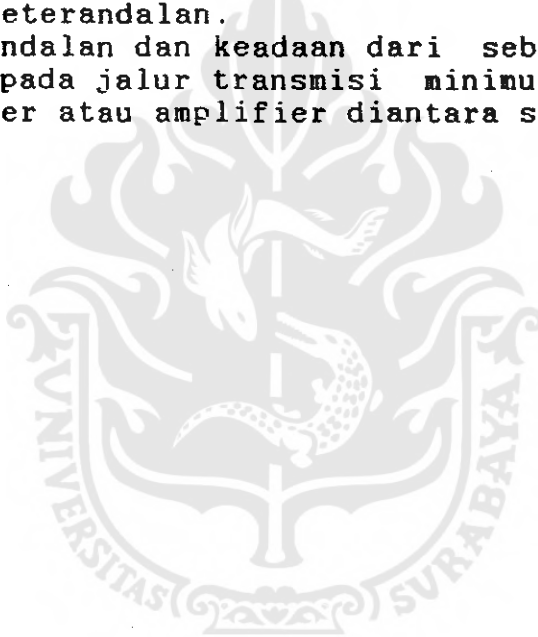 eterandalan.
ndalan dan keadaan dari seb
pada jalur transmisi minimu
er atau amplifier diantara s
UNIVERSITAS SURABAYA